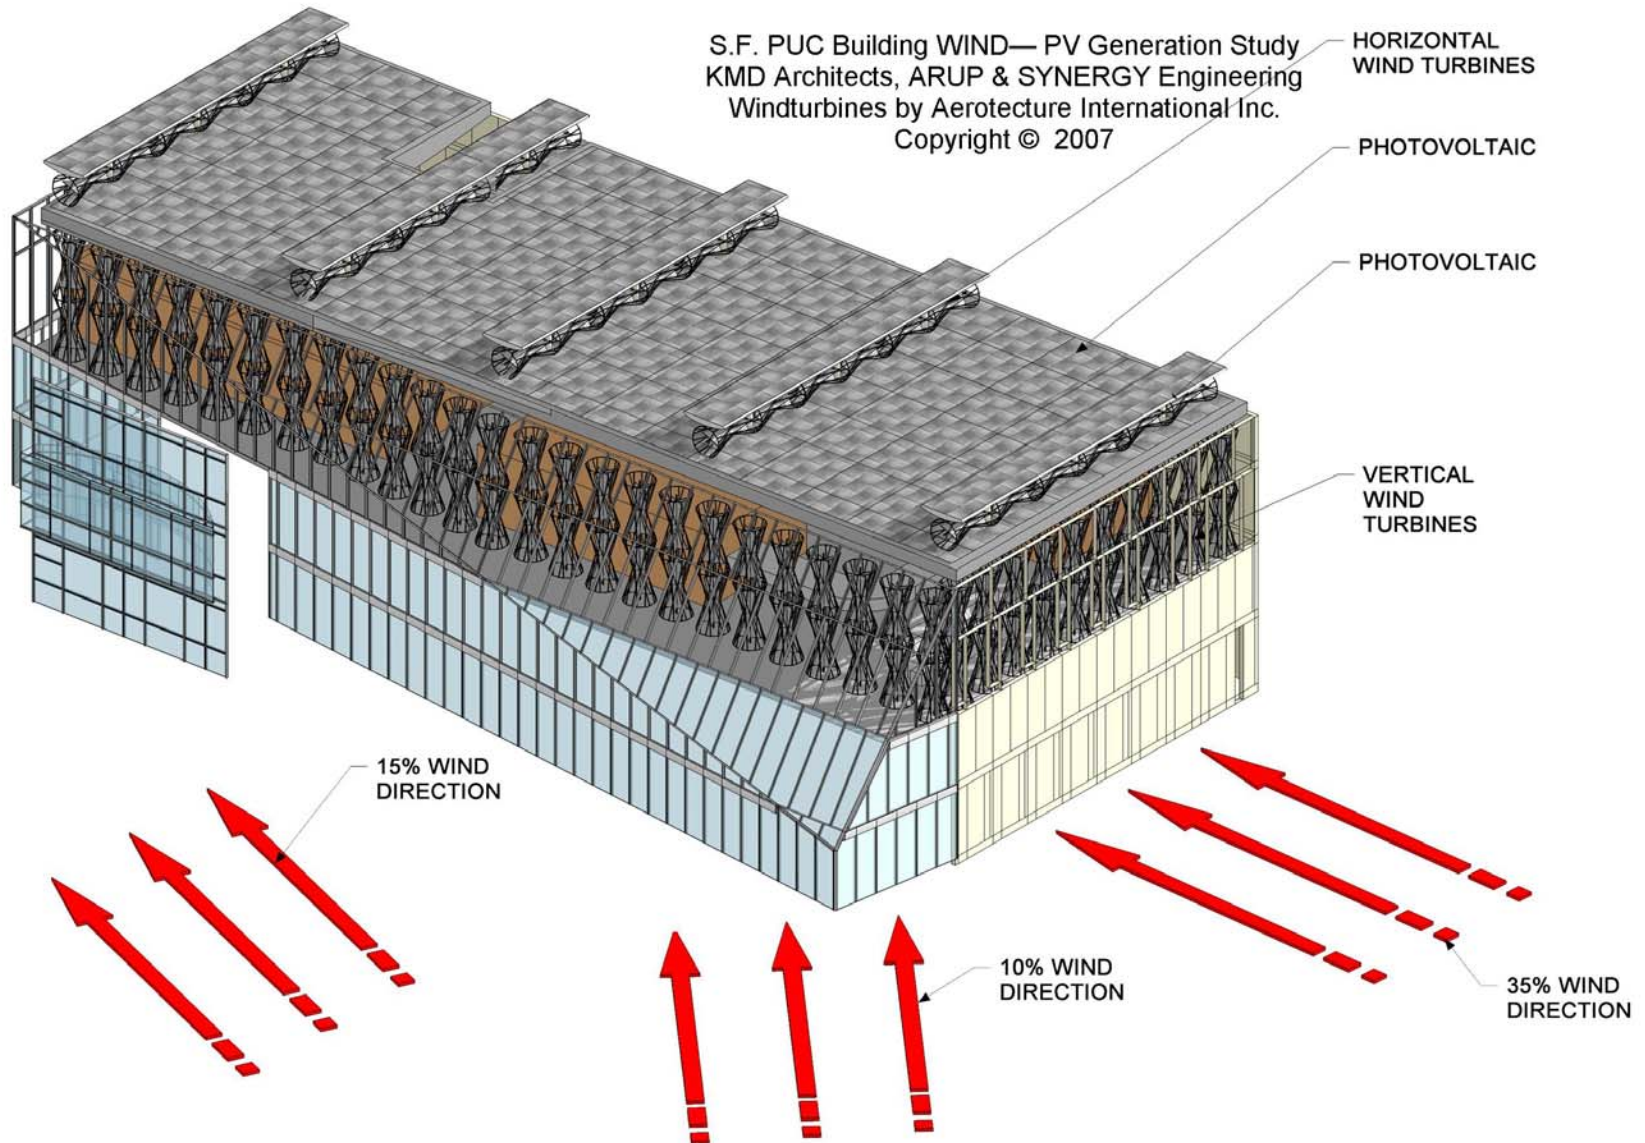 S.F. PUC Building WIND— PV Generation Study
KMD Architects, ARUP & SYNERGY Engineering
Windturbines by Aerotecture International Inc.
Copyright © 2007
HORIZONTAL
WIND TURBINES
PHOTOVOLTAIC
PHOTOVOLTAIC
VERTICAL
WIND
TURBINES
15% WIND
DIRECTION
10% WIND
DIRECTION
35% WIND
DIRECTION